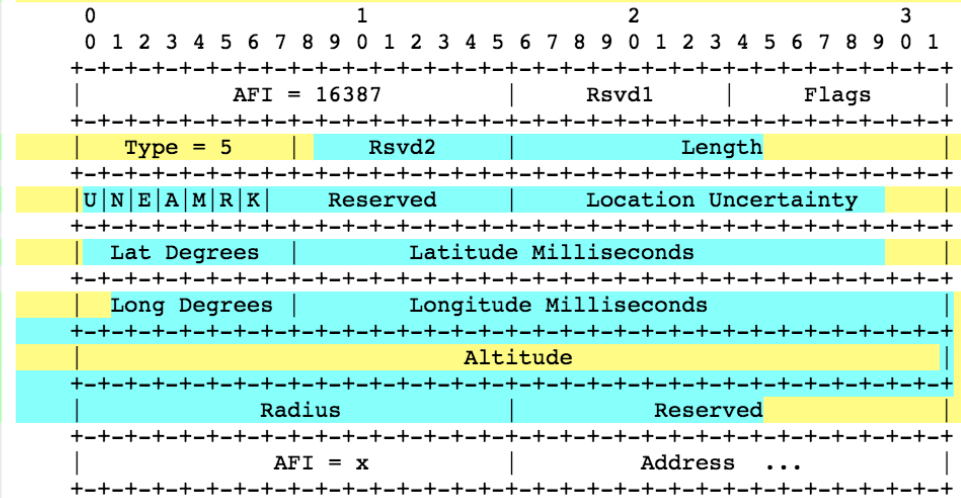 0                   1                   2                   3
 0 1 2 3 4 5 6 7 8 9 0 1 2 3 4 5 6 7 8 9 0 1 2 3 4 5 6 7 8 9 0 1
+-+-+-+-+-+-+-+-+-+-+-+-+-+-+-+-+-+-+-+-+-+-+-+-+-+-+-+-+-+-+-+-+
|           AFI = 16387         |     Rsvd1     |     Flags     |
+-+-+-+-+-+-+-+-+-+-+-+-+-+-+-+-+-+-+-+-+-+-+-+-+-+-+-+-+-+-+-+-+
|   Type = 5    |     Rsvd2     |            Length             |
+-+-+-+-+-+-+-+-+-+-+-+-+-+-+-+-+-+-+-+-+-+-+-+-+-+-+-+-+-+-+-+-+
|U|N|E|A|M|R|K|    Reserved     |     Location Uncertainty      |
+-+-+-+-+-+-+-+-+-+-+-+-+-+-+-+-+-+-+-+-+-+-+-+-+-+-+-+-+-+-+-+-+
|  Lat Degrees  |        Latitude Milliseconds                  |
+-+-+-+-+-+-+-+-+-+-+-+-+-+-+-+-+-+-+-+-+-+-+-+-+-+-+-+-+-+-+-+-+
|  Long Degrees |        Longitude Milliseconds                 |
+-+-+-+-+-+-+-+-+-+-+-+-+-+-+-+-+-+-+-+-+-+-+-+-+-+-+-+-+-+-+-+-+
|                            Altitude                           |
+-+-+-+-+-+-+-+-+-+-+-+-+-+-+-+-+-+-+-+-+-+-+-+-+-+-+-+-+-+-+-+-+
|             Radius            |          Reserved             |
+-+-+-+-+-+-+-+-+-+-+-+-+-+-+-+-+-+-+-+-+-+-+-+-+-+-+-+-+-+-+-+-+
|              AFI = x          |         Address  ...          |
+-+-+-+-+-+-+-+-+-+-+-+-+-+-+-+-+-+-+-+-+-+-+-+-+-+-+-+-+-+-+-+-+